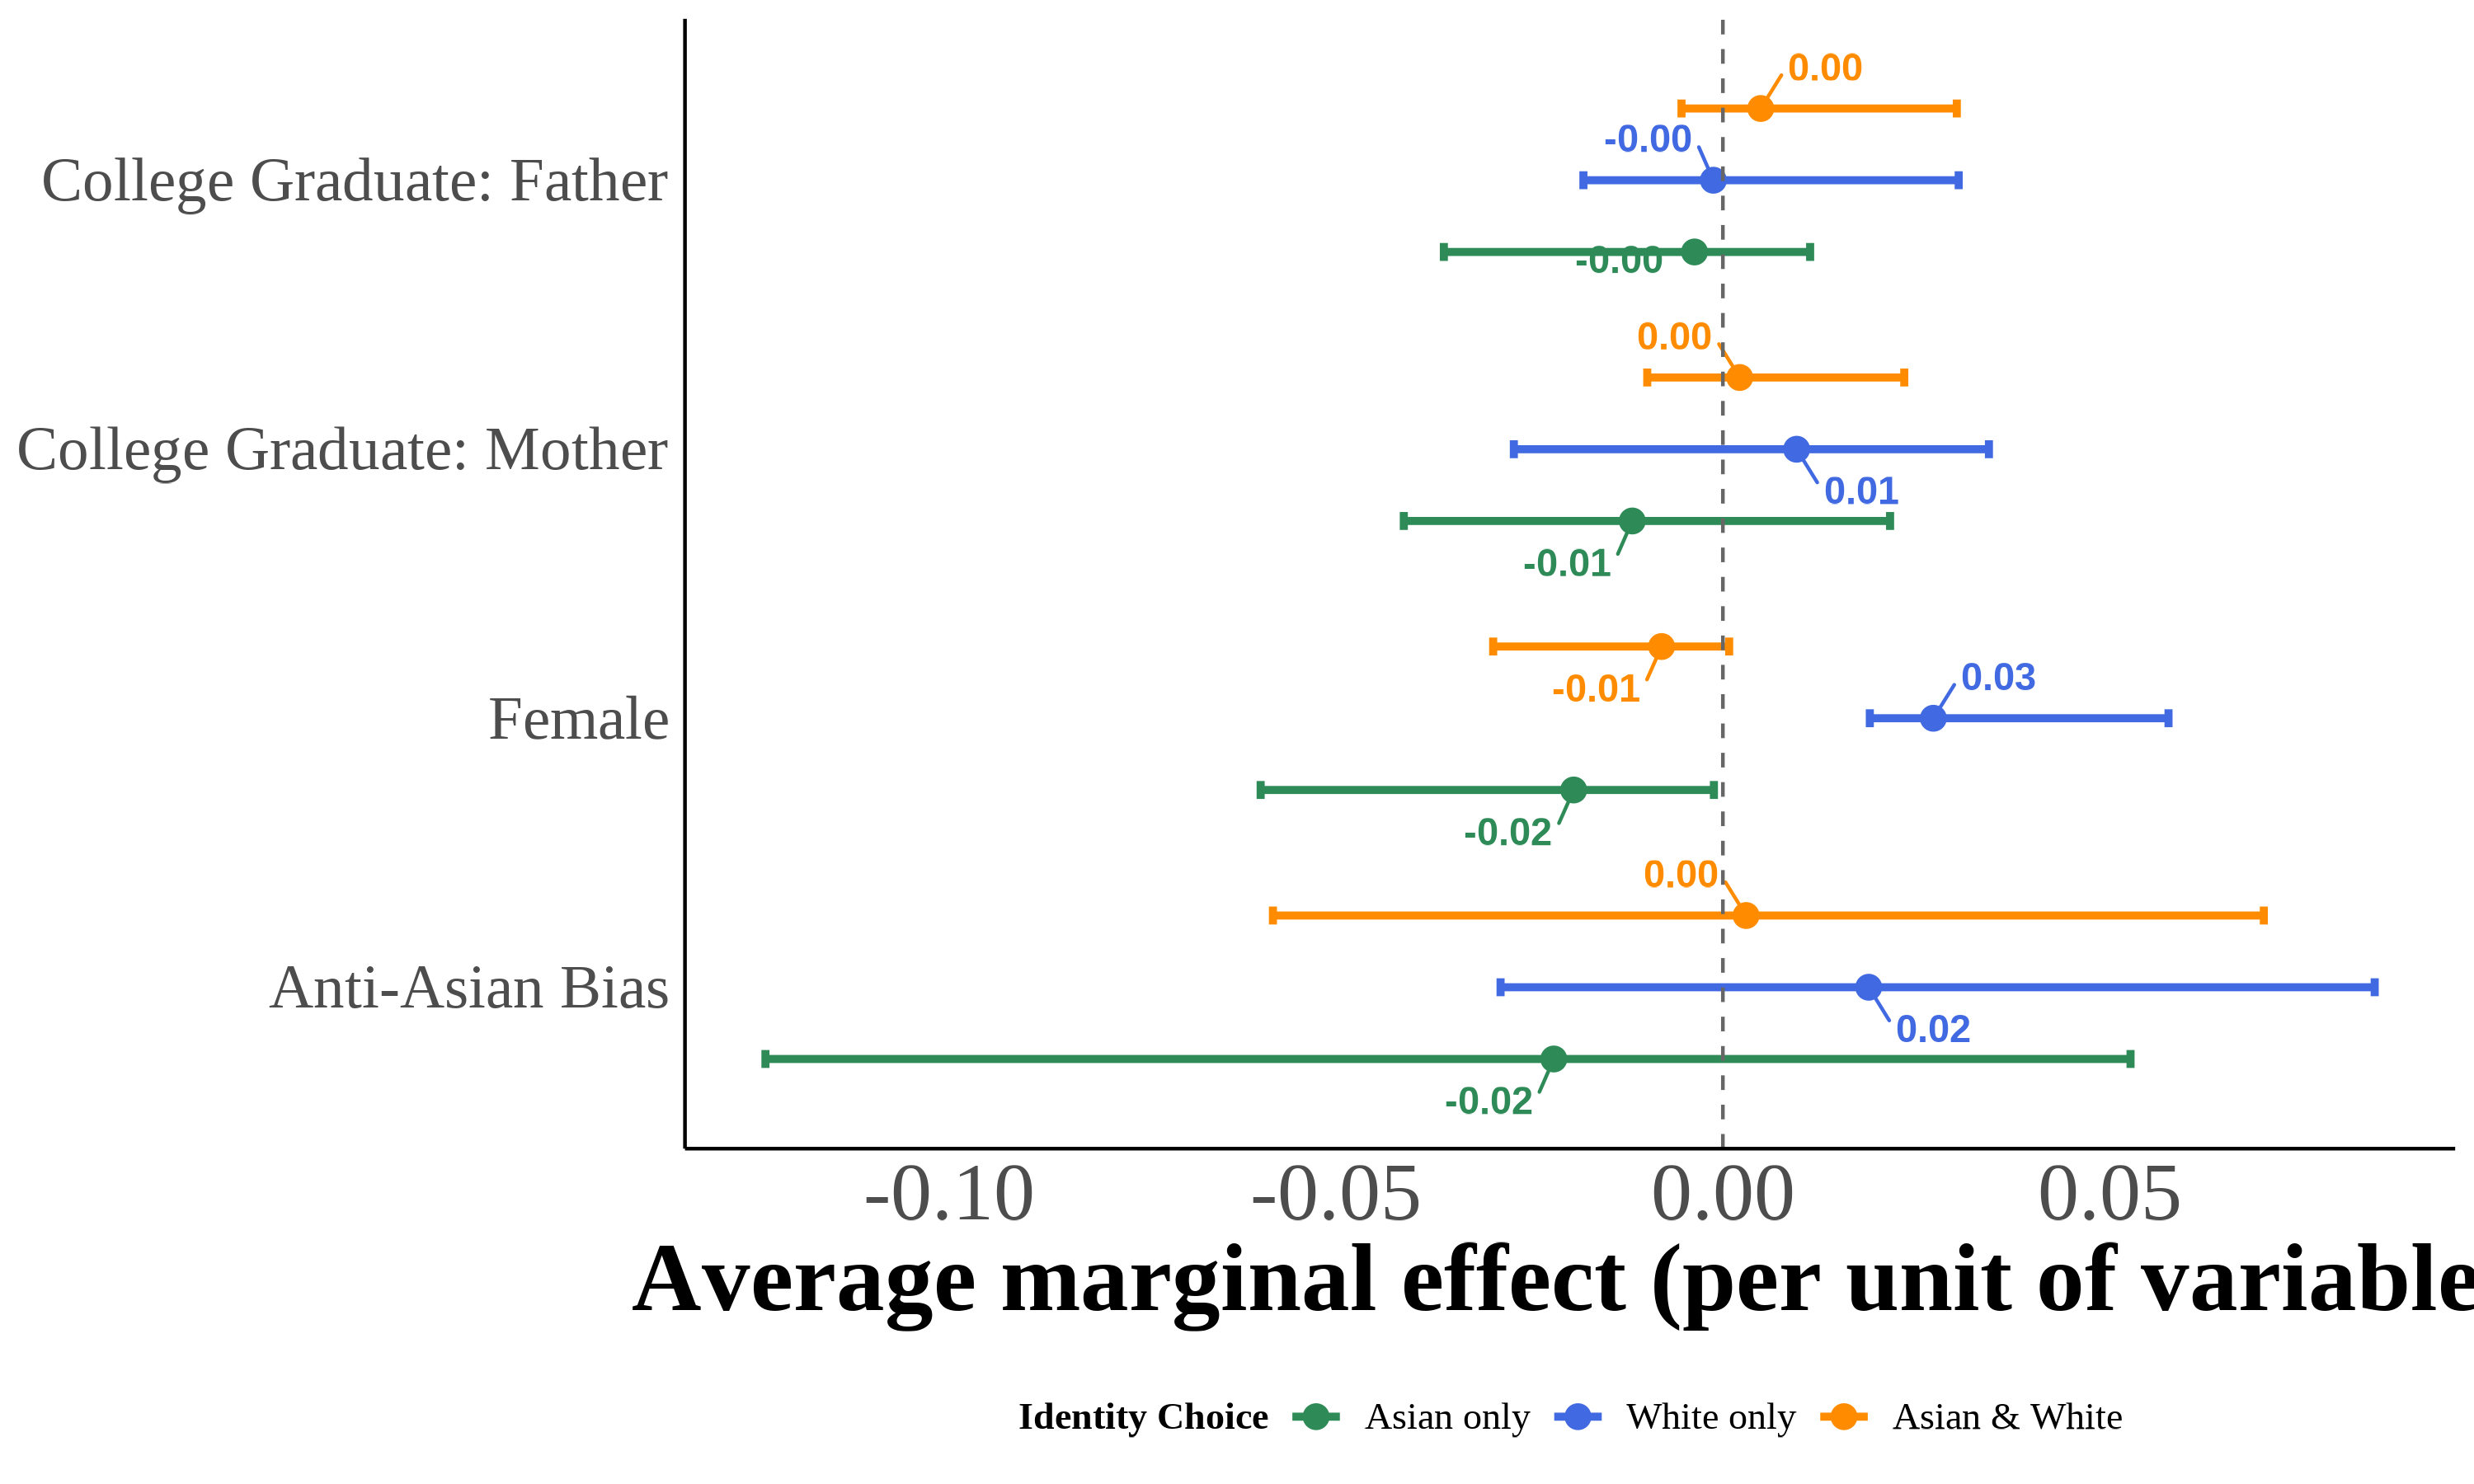 0.00
-0.00
College Graduate: Father
-0.00
0.00
College Graduate: Mother
0.01
-0.01
-0.01
0.03
Female
-0.02
0.00
Anti-Asian Bias
0.02
-0.02
-0.10 -0.05 0.00 0.05
Average marginal effect (per unit of variable
Identity Choice Asian only White only Asian & White